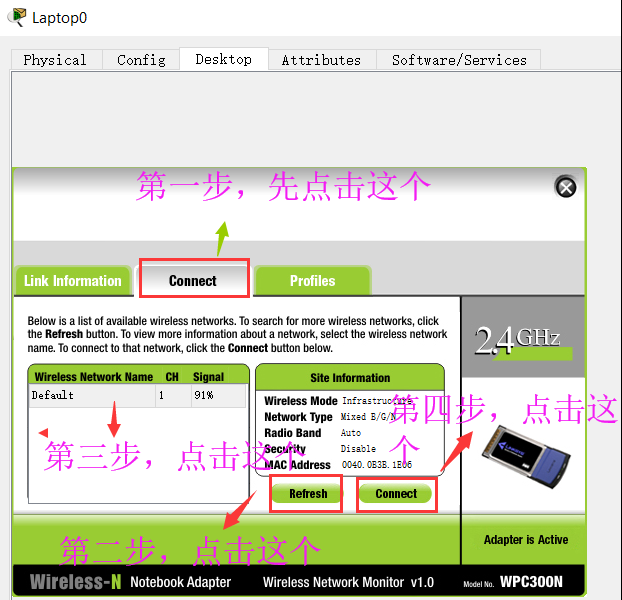 Laptop0
Physical Config Desktop Attributes Software/Services
第一步，先点击这个
Link Information Connect Profiles
Below is a list of available wireless networks. To search for more wireless networks, click
the Refresh button. To view more information about a network, select the wireless network
name. To connect to that network, click the Connect button below.
2.4GHz
Wireless Network Name CH Signal
Default 1 91%
Site Information
Wireless Mode Infrastructure
Network Type Mixed B/G/N
Radio Band Auto
Security Disable
MAC Address 0040.0B3B.1E06
第四步，点击这个
第三步，点击这个
Refresh Connect
第二步，点击这个
Adapter is Active
Wireless-N Notebook Adapter Wireless Network Monitor v1.0 Model No. WPC300N